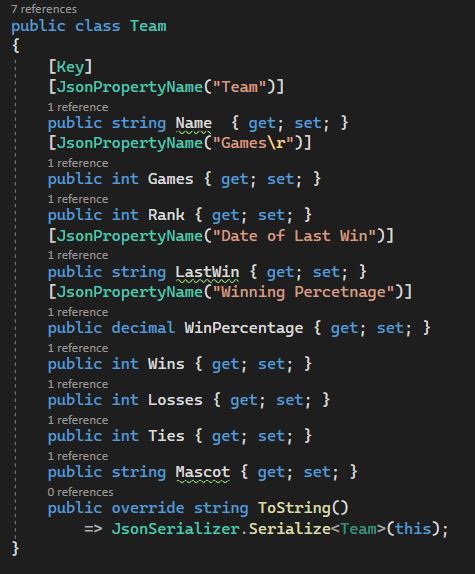 7 references
public class Team
{
[Key]
[JsonPropertyName("Team")]
1 reference
public string Name  { get; set; }
[JsonPropertyName("Games\r")]
1 reference
public int Games { get; set; }
1 reference
public int Rank { get; set; }
[JsonPropertyName("Date of Last Win")]
1 reference
public string LastWin { get; set; }
[JsonPropertyName("Winning Percetnage")]
1 reference
public decimal WinPercentage { get; set; }
1 reference
public int Wins { get; set; }
1 reference
public int Losses { get; set; }
1 reference
public int Ties { get; set; }
1 reference
public string Mascot { get; set; }
0 references
public override string ToString()
=> JsonSerializer.Serialize<Team>(this);
}